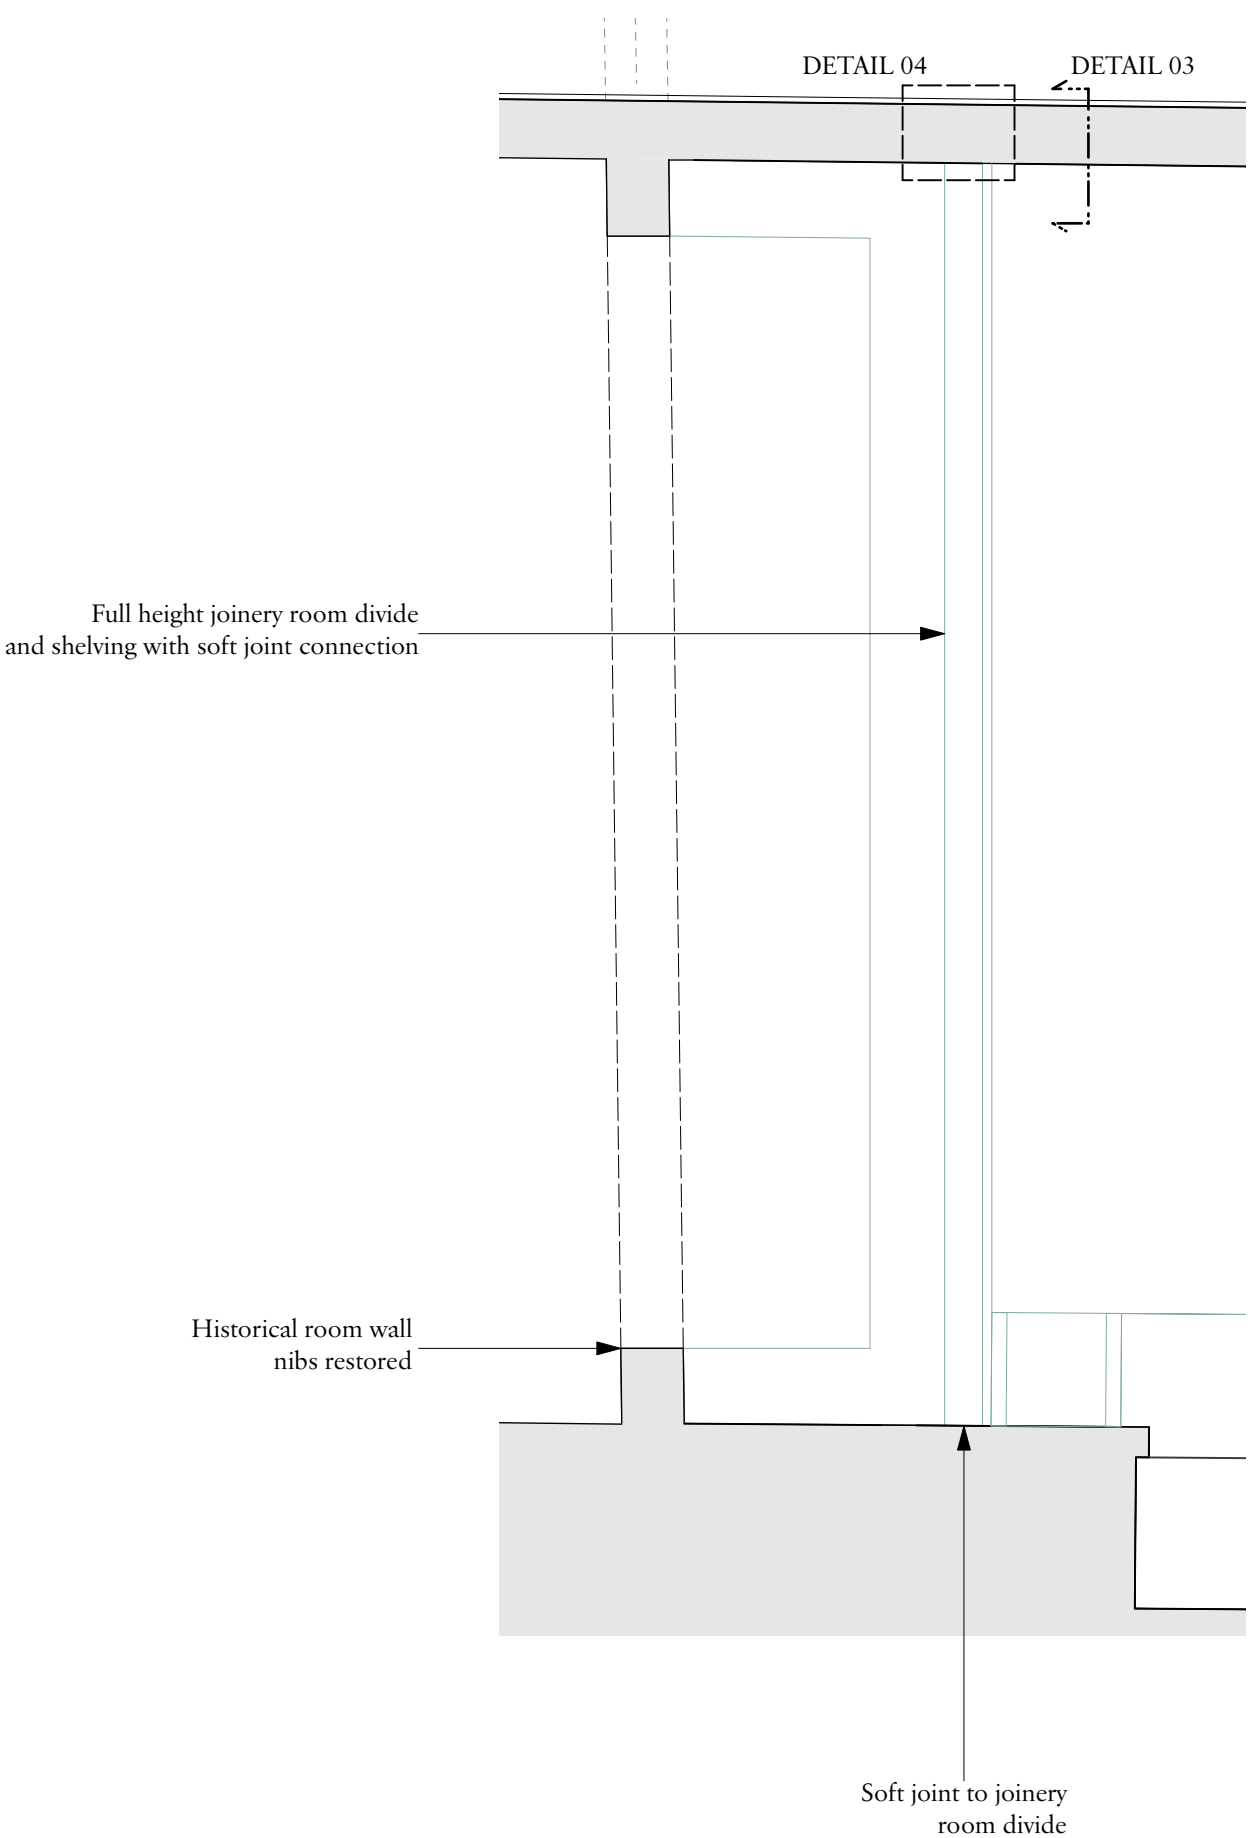 DETAIL 04
DETAIL 03
Full height joinery room divide
and shelving with soft joint connection
Historical room wall
nibs restored
Soft joint to joinery
room divide